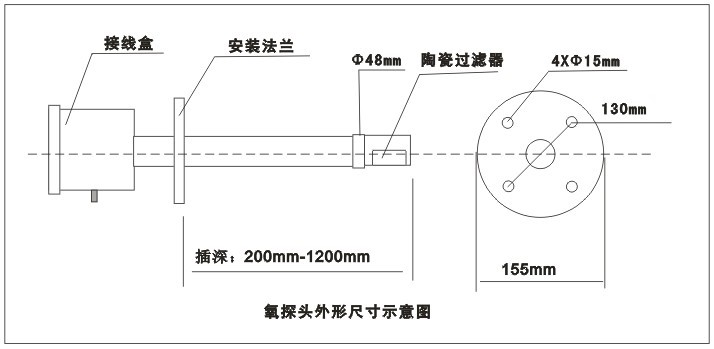 接线盒
安装法兰
Φ48mm
陶瓷过滤器
4XΦ15mm
130mm
插深：200mm-1200mm
155mm
氧探头外形尺寸示意图